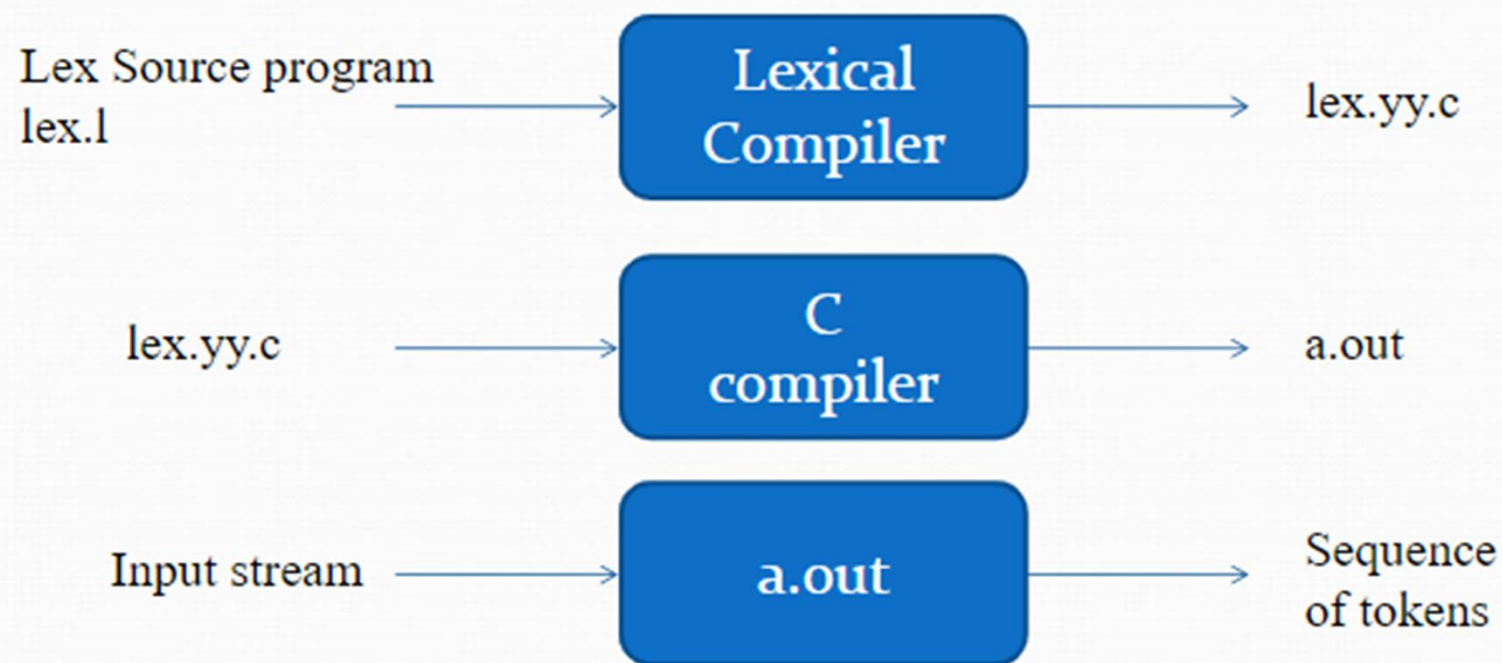 Lex Source program
lex.l
Lexical
Compiler
lex.yy.c
lex.yy.c
C
compiler
a.out
Input stream
a.out
Sequence
of tokens